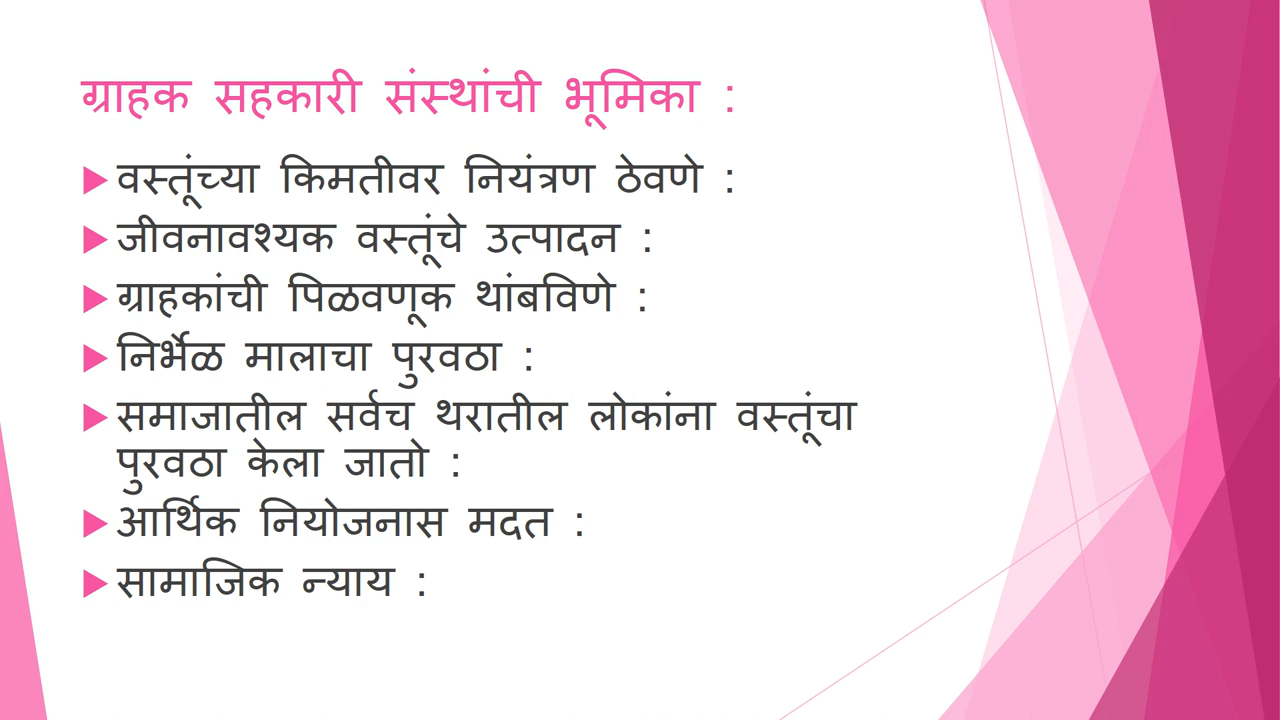 ग्राहक सहकारी संस्थांची भूमिका :
वस्तूंच्या किमतीवर नियंत्रण ठेवणे :
जीवनावश्यक वस्तूंचे उत्पादन :
ग्राहकांची पिळवणूक थांबविणे :
निर्भेळ मालाचा पुरवठा :
समाजातील सर्वच थरातील लोकांना वस्तूंचा
पुरवठा केला जातो :
आर्थिक नियोजनास मदत :
सामाजिक न्याय :